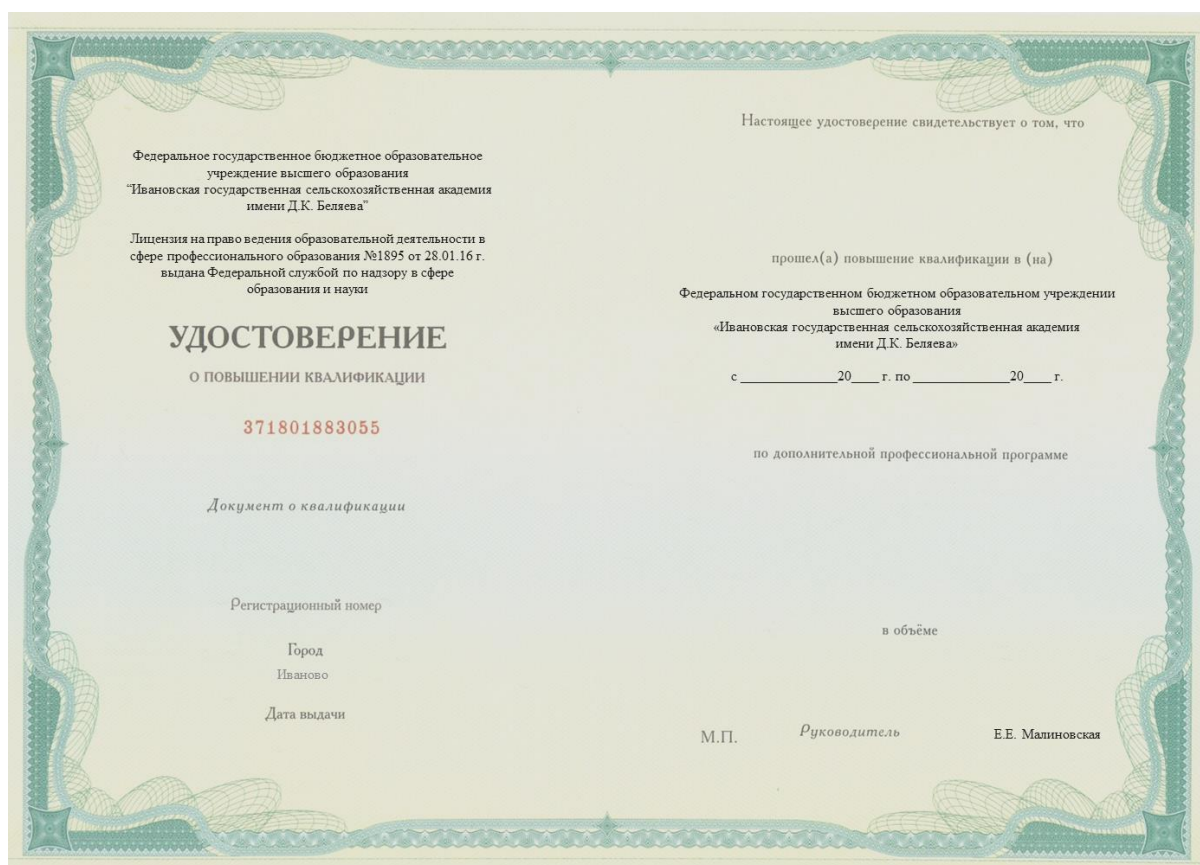 Федеральное государственное бюджетное образовательное
учреждение высшего образования
"Ивановская государственная сельскохозяйственная академия
имени Д.К. Беляева"
Лицензия на право ведения образовательной деятельности в
сфере профессионального образования №1895 от 28.01.16 г.
выдана Федеральной службой по надзору в сфере
образования и науки
УДОСТОВЕРЕНИЕ
О ПОВЫШЕНИИ КВАЛИФИКАЦИИ
371801883055
Документ о квалификации
Регистрационный номер
Город
Иваново
Дата выдачи
Настоящее удостоверение свидетельствует о том, что
прошел(а) повышение квалификации в (на)
Федеральном государственном бюджетном образовательном учреждении
высшего образования
«Ивановская государственная сельскохозяйственная академия
имени Д.К. Беляева»
с ______________20____ г. по ______________20____ г.
по дополнительной профессиональной программе
в объёме
М.П. Руководитель Е.Е. Малиновская